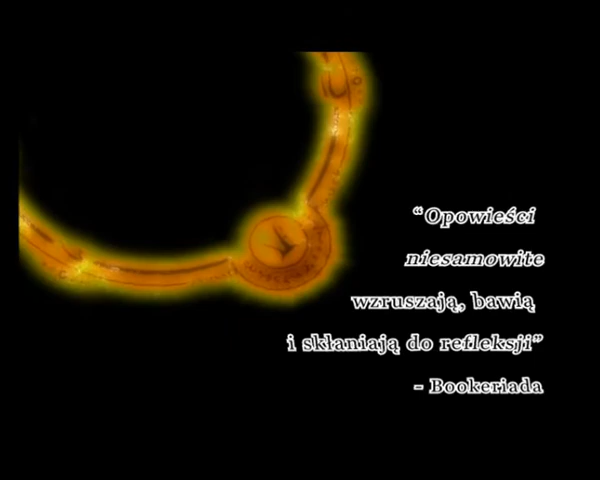 “Opowieści
niesamowite
wzruszają, bawią
i skłaniają do refleksji”
- Bookeriada